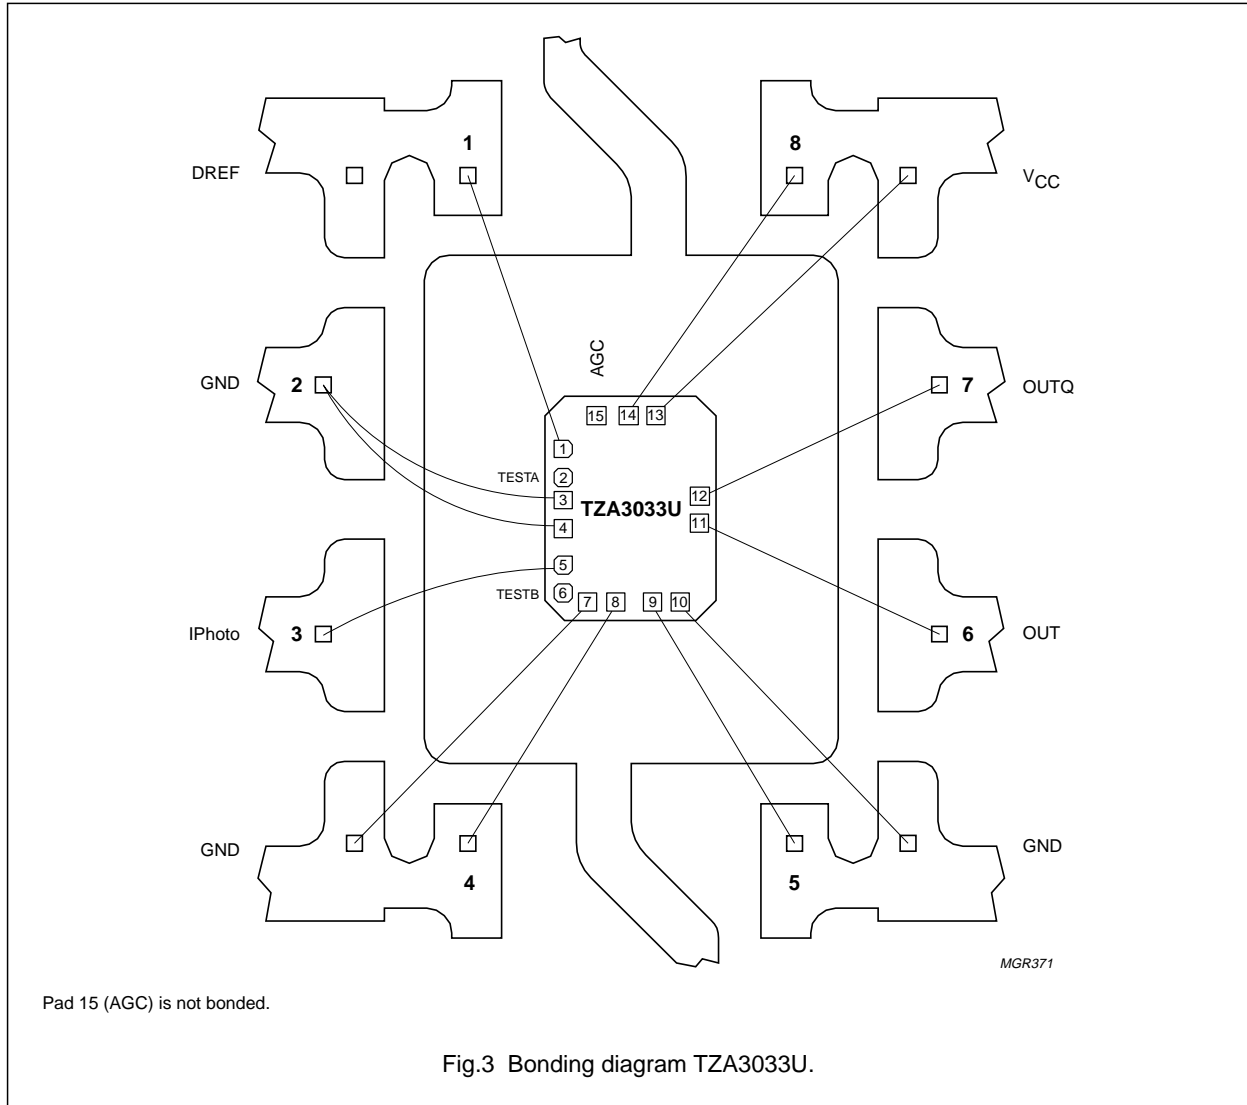 1
8
DREF
V CC
AGC
GND
2
7
OUTQ
15
14
13
1
TESTA
2
3
TZA3033U
12
4
11
5
TESTB
6
7
8
9
10
IPhoto
3
6
OUT
GND
4
5
GND
MGR371
Pad 15 (AGC) is not bonded.
Fig.3 Bonding diagram TZA3033U.